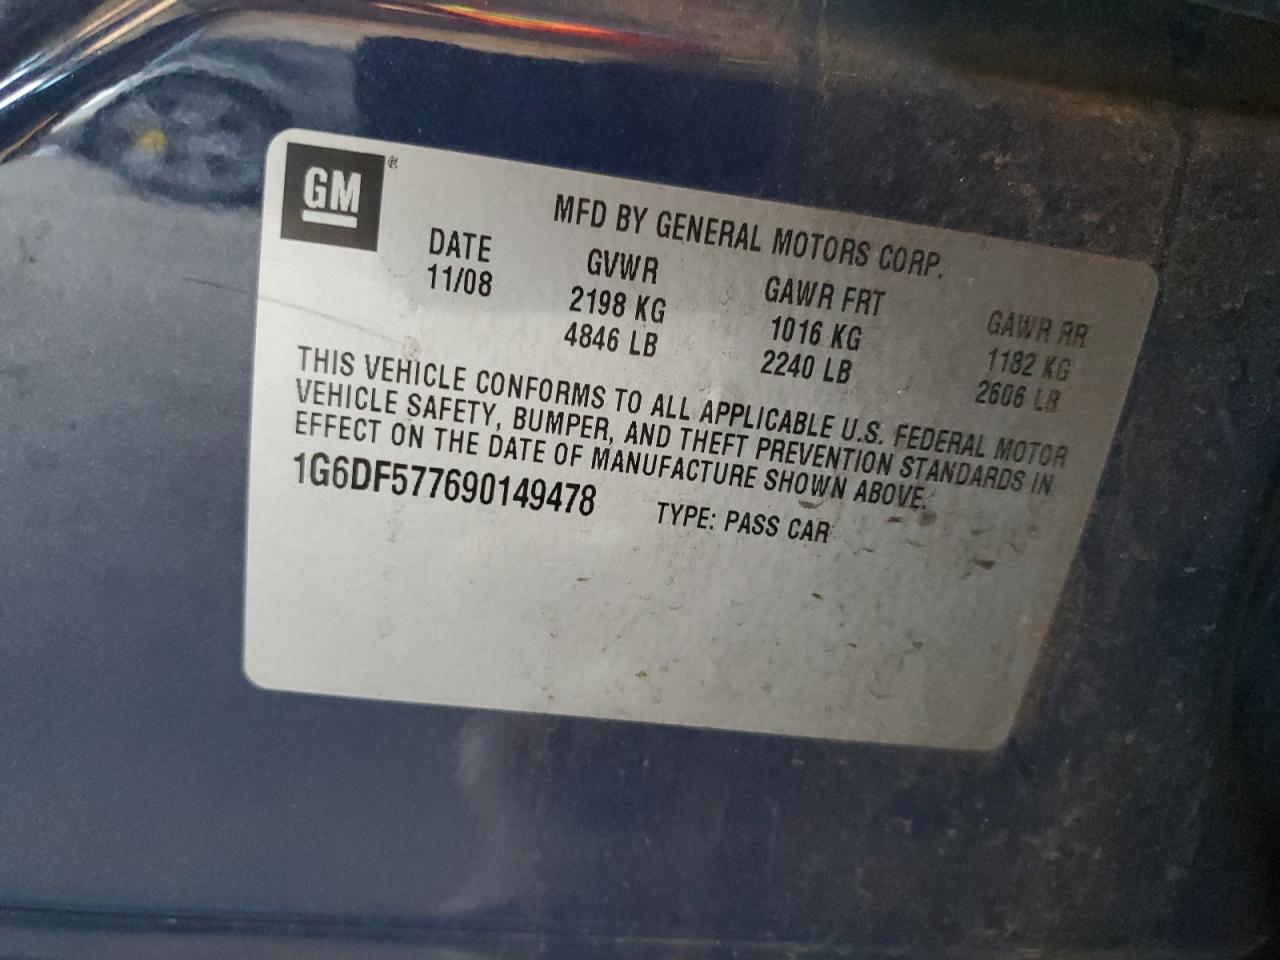 GM®
MFD BY GENERAL MOTORS CORP.
DATE GVWR GAWR FRT GAWR RR
11/08 2198 KG 1016 KG 1182 KG
4846 LB 2240 LB 2606 LB
THIS VEHICLE CONFORMS TO ALL APPLICABLE U.S. FEDERAL MOTOR
VEHICLE SAFETY, BUMPER, AND THEFT PREVENTION STANDARDS IN
EFFECT ON THE DATE OF MANUFACTURE SHOWN ABOVE.
1G6DF577690149478 TYPE: PASS CAR